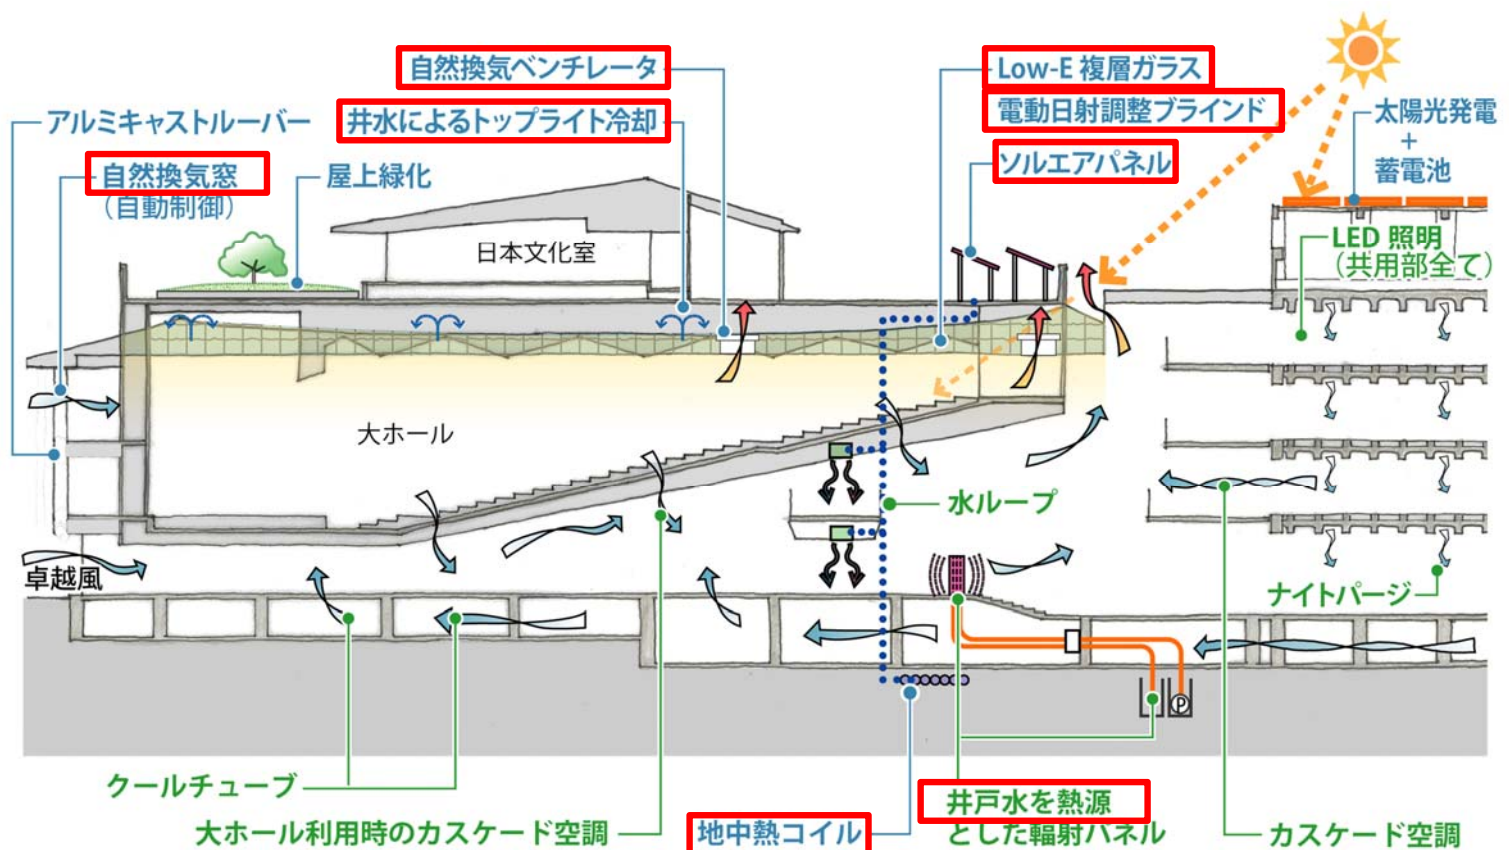 自然換気ベンチレータ
Low-E 複層ガラス
アルミキャストルーバー
井水によるトップライト冷却
電動日射調整ブラインド
太陽光発電
+
蓄電池
自然換気窓
(自動制御)
屋上緑化
ソルエアパネル
日本文化室
LED 照明
(共用部全て)
大ホール
水ループ
卓越風
ナイトパージ
P
クールチューブ
大ホール利用時のカスケード空調
地中熱コイル
井戸水を熱源
とした輻射パネル
カスケード空調